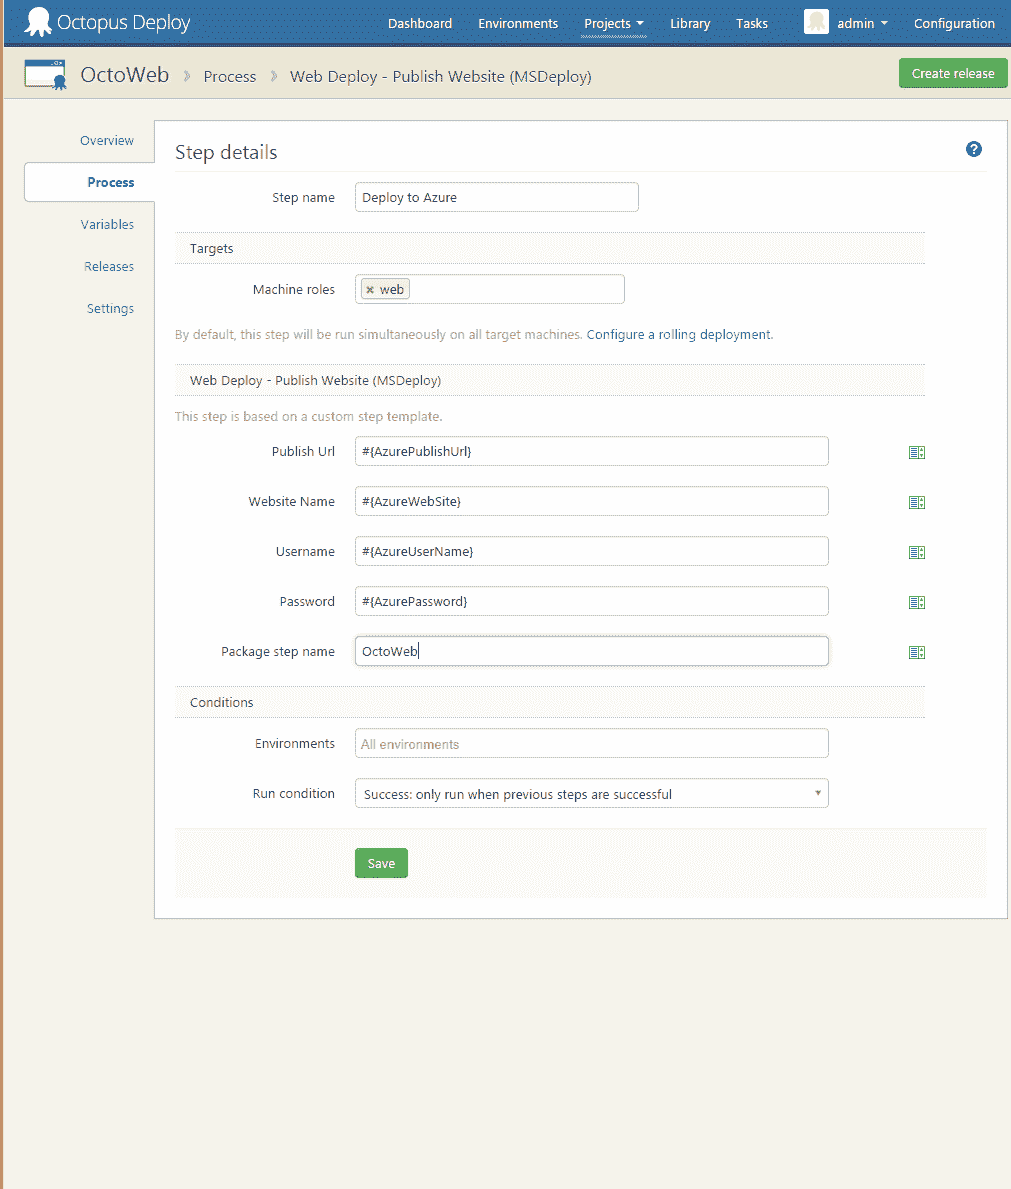 Octopus Deploy Dashboard Environments Projects Library Tasks admin Configuration
OctoWeb » Process » Web Deploy - Publish Website (MSDeploy) Create release
Overview
Process
Variables
Releases
Settings
Step details ?
Step name Deploy to Azure
Targets
Machine roles × web
By default, this step will be run simultaneously on all target machines. Configure a rolling deployment.
Web Deploy - Publish Website (MSDeploy)
This step is based on a custom step template.
Publish Url #{AzurePublishUrl}
Website Name #{AzureWebSite}
Username #{AzureUserName}
Password #{AzurePassword}
Package step name OctoWeb
Conditions
Environments All environments
Run condition Success: only run when previous steps are successful
Save